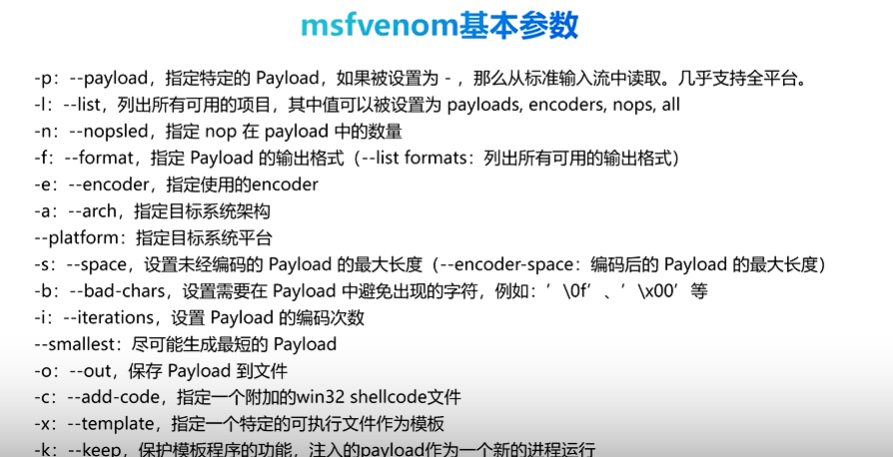 msfvenom基本参数
-p：--payload，指定特定的 Payload，如果被设置为 - ，那么从标准输入流中读取。几乎支持全平台。
-l：--list，列出所有可用的项目，其中值可以被设置为 payloads, encoders, nops, all
-n：--nopsled，指定 nop 在 payload 中的数量
-f：--format，指定 Payload 的输出格式（--list formats：列出所有可用的输出格式）
-e：--encoder，指定使用的encoder
-a：--arch，指定目标系统架构
--platform：指定目标系统平台
-s：--space，设置未经编码的 Payload 的最大长度（--encoder-space：编码后的 Payload 的最大长度）
-b：--bad-chars，设置需要在 Payload 中避免出现的字符，例如：’\0f’、’\x00’等
-i：--iterations，设置 Payload 的编码次数
--smallest：尽可能生成最短的 Payload
-o：--out，保存 Payload 到文件
-c：--add-code，指定一个附加的win32 shellcode文件
-x：--template，指定一个特定的可执行文件作为模板
-k：--keep，保护模板程序的功能，注入的payload作为一个新的进程运行